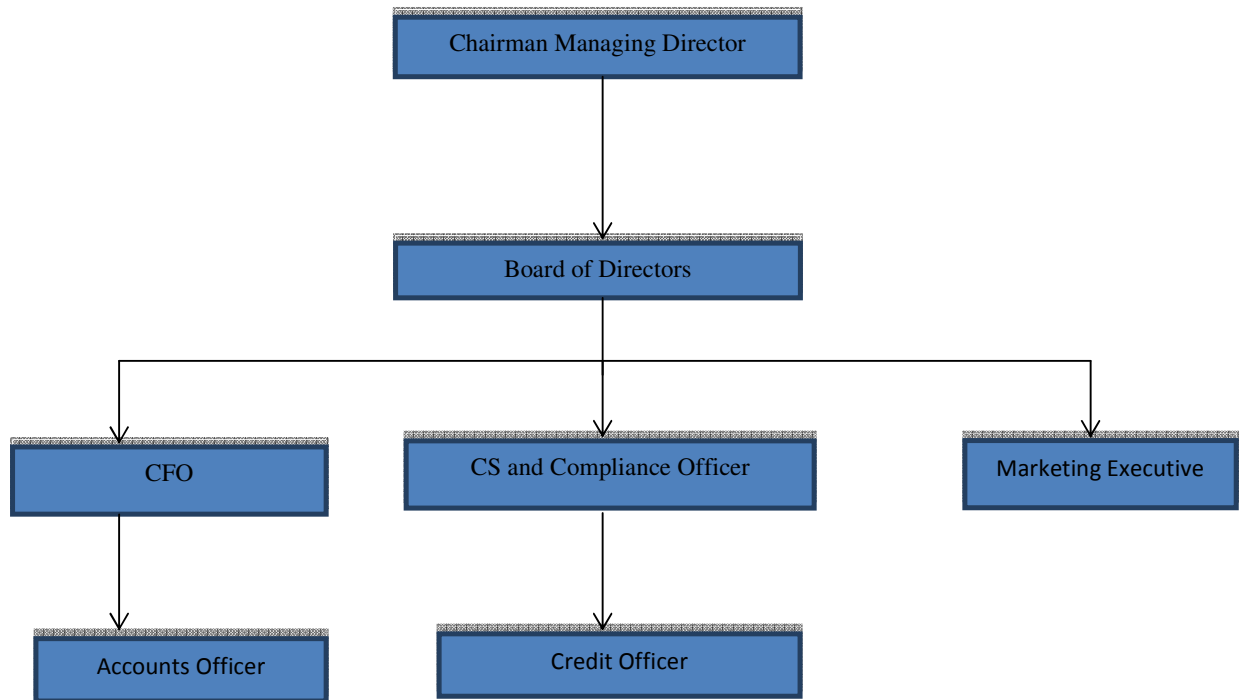 Chairman Managing Director
Board of Directors
CFO
CS and Compliance Officer
Marketing Executive
Accounts Officer
Credit Officer